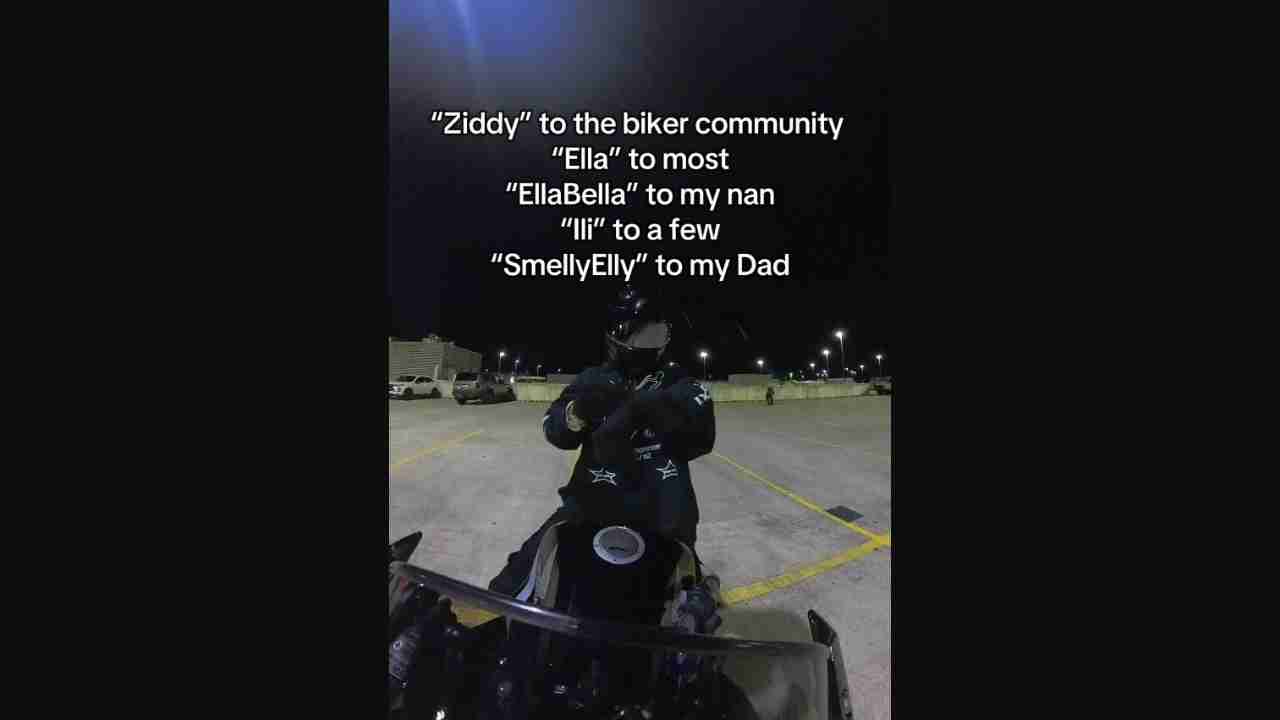 “Ziddy” to the biker community
“Ella” to most
“EllaBella” to my nan
“Ili” to a few
“SmellyElly” to my Dad